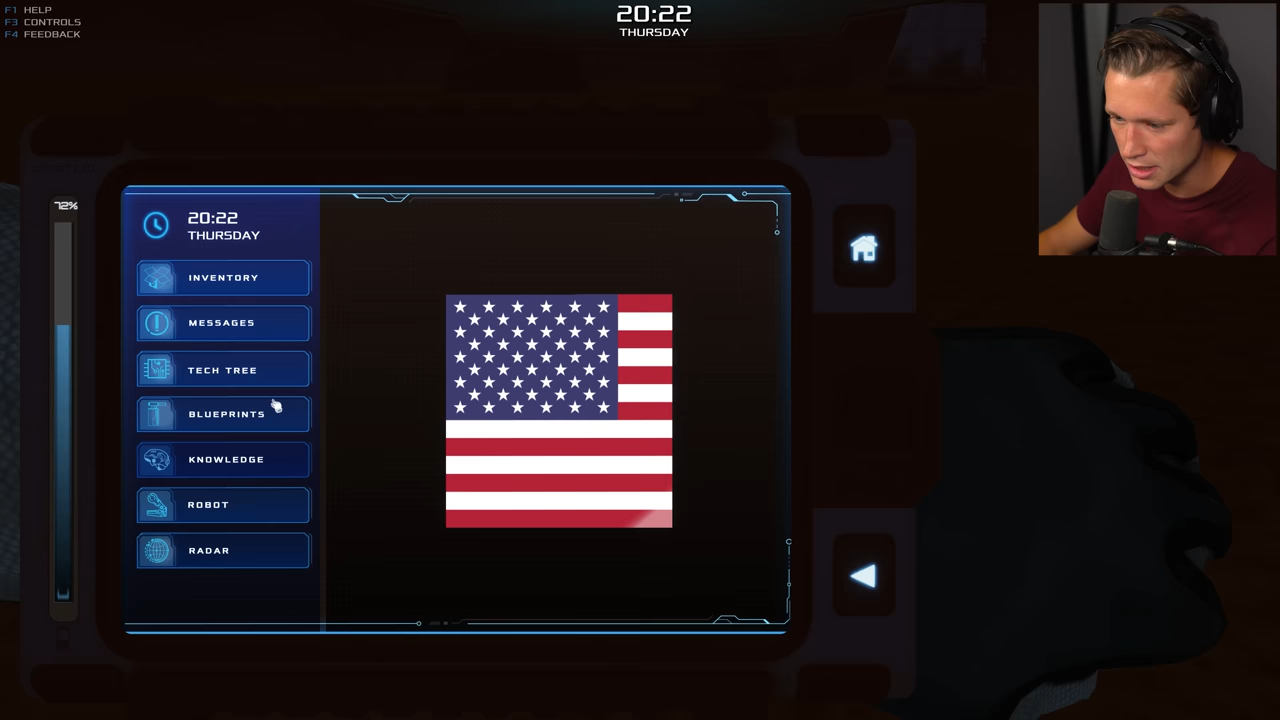 F1 HELP
F3 CONTROLS
F4 FEEDBACK
20:22
THURSDAY
72%
20:22
THURSDAY
INVENTORY
MESSAGES
TECH TREE
BLUEPRINTS
KNOWLEDGE
ROBOT
RADAR